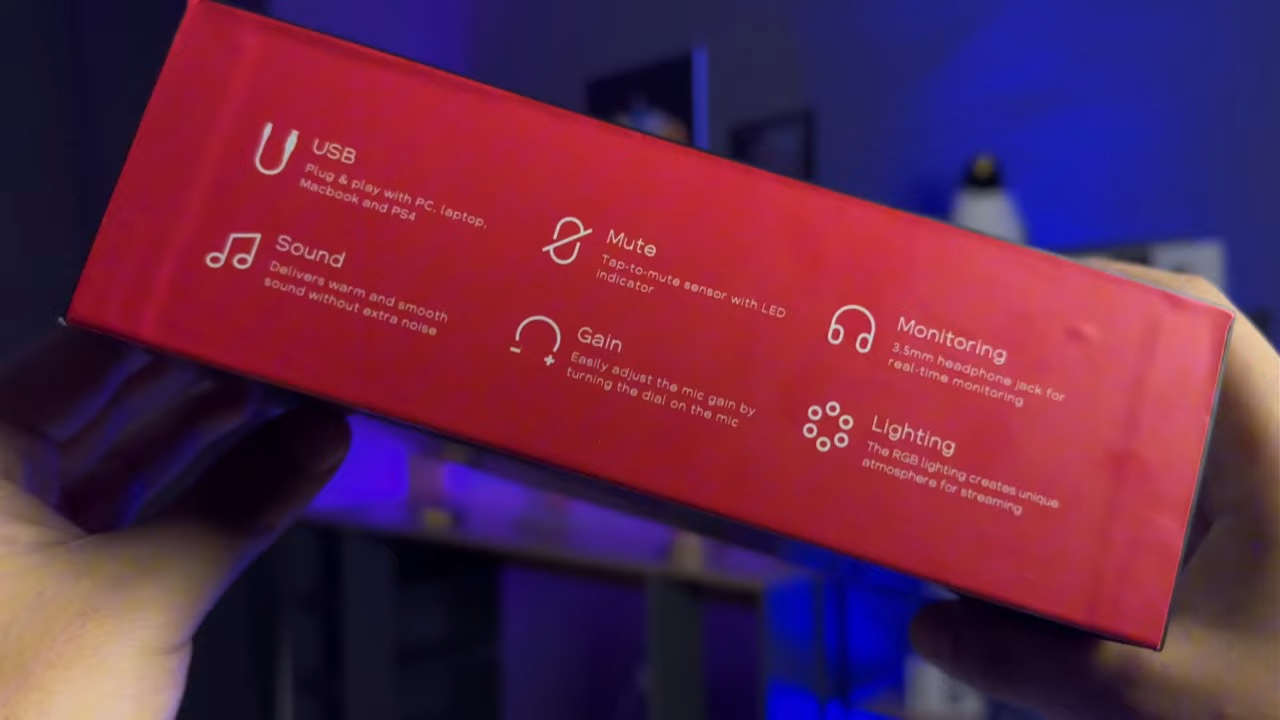 USB
Plug & play with PC, laptop,
Macbook and PS4
Sound
Delivers warm and smooth
sound without extra noise
Mute
Tap-to-mute sensor with LED
indicator
Gain
Easily adjust the mic gain by
turning the dial on the mic
Monitoring
3.5mm headphone jack for
real-time monitoring
Lighting
The RGB lighting creates unique
atmosphere for streaming